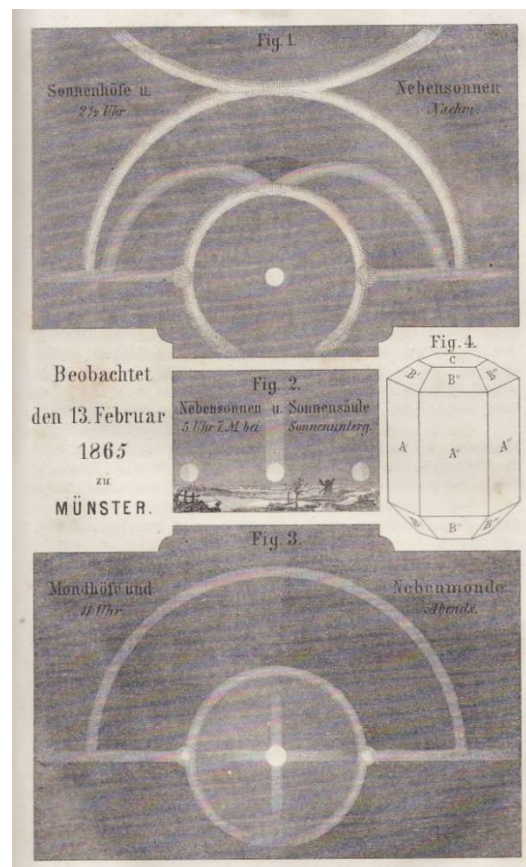 Fig. 1.
Sonnenhöfe u. Nebensonnen
2½ Uhr Nachm.
Beobachtet
den 13. Februar
1865
zu
MÜNSTER.
Fig. 2.
Nebensonnen u. Sonnensäule
5 Uhr 7 M. bei Sonnenunterg.
Fig. 4.
C
B' B'' B'''
A' A'' A'''
B''
Fig. 3.
Mondhöfe und Nebenmonde
11 Uhr Abends.